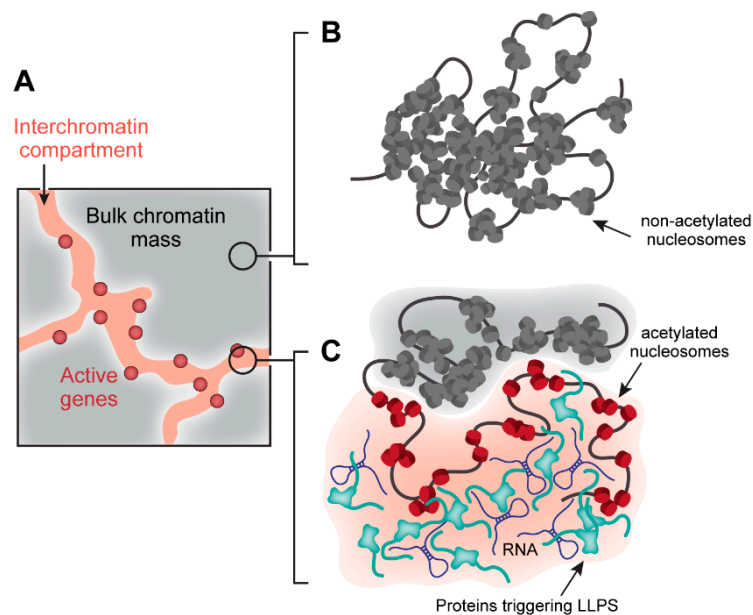 A
Interchromatin
compartment
Bulk chromatin
mass
Active
genes
B
non-acetylated
nucleosomes
C
acetylated
nucleosomes
RNA
Proteins triggering LLPS